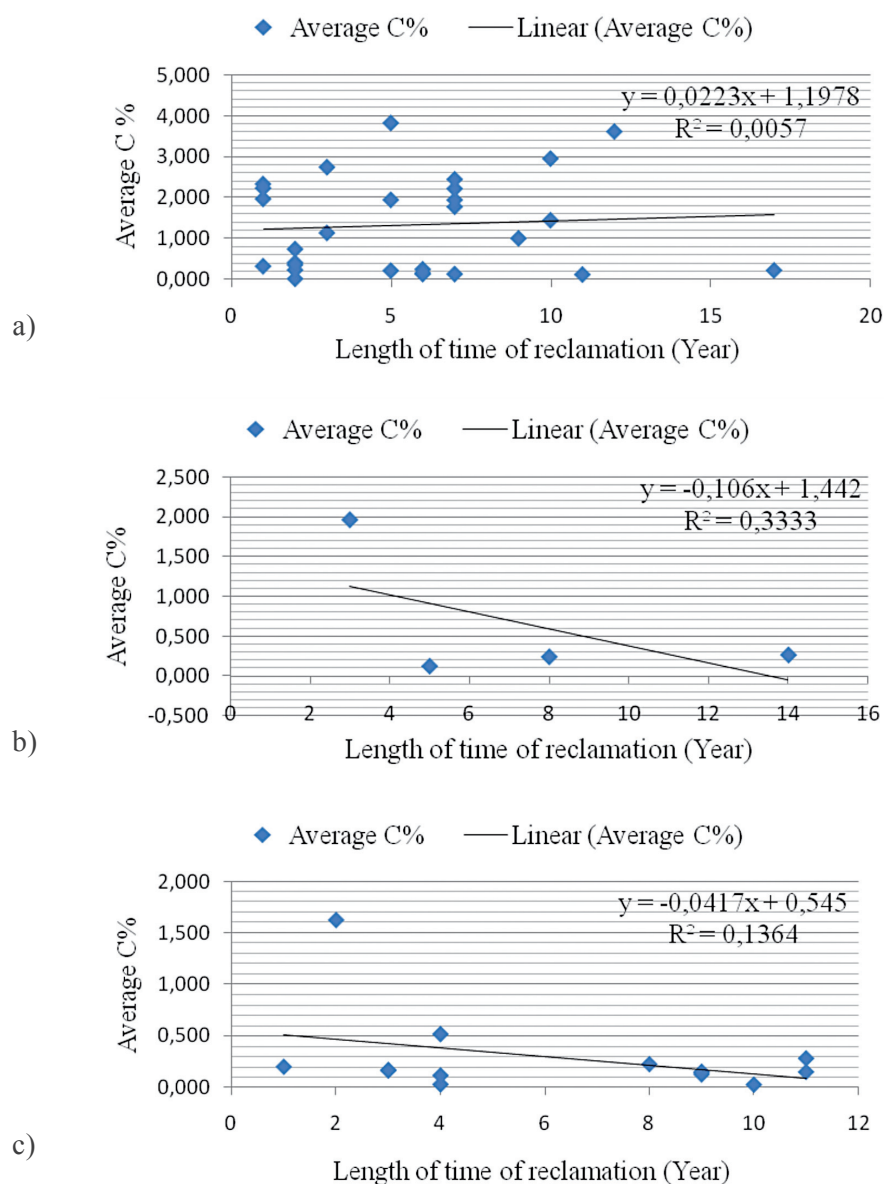 Average C% Linear (Average C%)
5,000
4,000
3,000
2,000
1,000
0,000
Average C %
y = 0,0223x + 1,1978
R² = 0,0057
0 5 10 15 20
Length of time of reclamation (Year)
a)
Average C% Linear (Average C%)
2,500
2,000
1,500
1,000
0,500
0,000
-0,500
Average C%
y = -0,106x + 1,442
R² = 0,3333
0 2 4 6 8 10 12 14 16
Length of time of reclamation (Year)
b)
Average C% Linear (Average C%)
2,000
1,500
1,000
0,500
0,000
Average C%
y = -0,0417x + 0,545
R² = 0,1364
0 2 4 6 8 10 12
Length of time of reclamation (Year)
c)